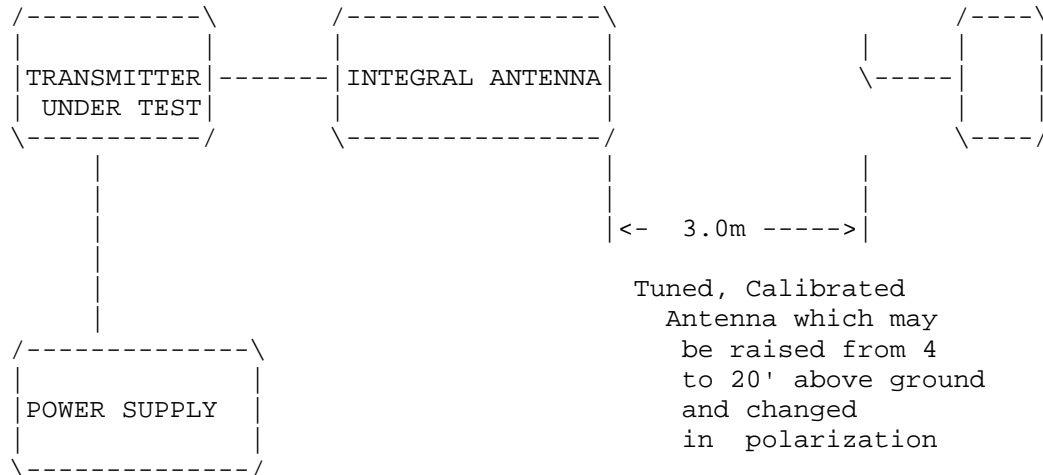 TRANSMITTER
UNDER TEST
INTEGRAL ANTENNA
<- 3.0m ----->
Tuned, Calibrated
Antenna which may
be raised from 4
to 20' above ground
and changed
in polarization
POWER SUPPLY